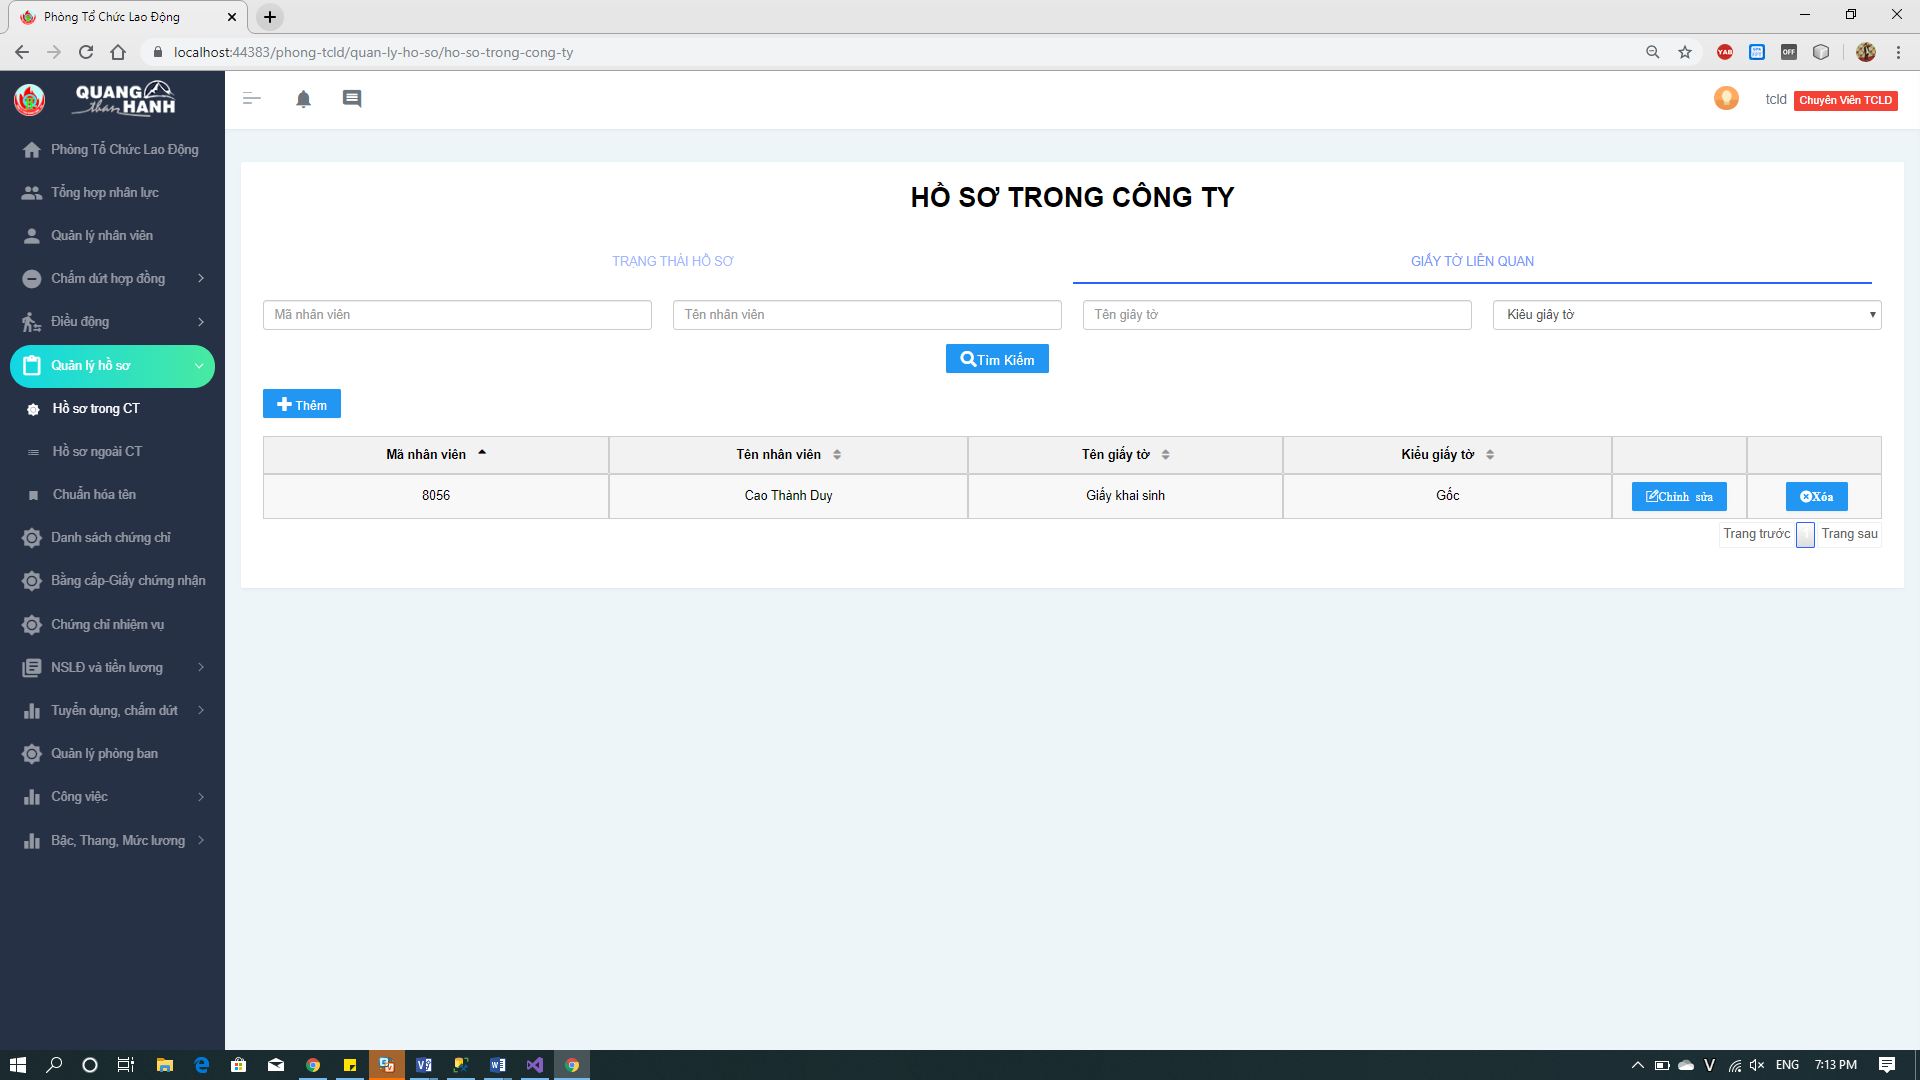 Phòng Tổ Chức Lao Động
localhost:44383/phong-tcld/quan-ly-ho-so/ho-so-trong-cong-ty
YAB
OFF
QUANG
than HANH
tcld
Chuyên Viên TCLD
Phòng Tổ Chức Lao Động
Tổng hợp nhân lực
Quản lý nhân viên
Chấm dứt hợp đồng
Điều động
Quản lý hồ sơ
Hồ sơ trong CT
Hồ sơ ngoài CT
Chuẩn hóa tên
Danh sách chứng chỉ
Bằng cấp-Giấy chứng nhận
Chứng chỉ nhiệm vụ
NSLĐ và tiền lương
Tuyển dụng, chấm dứt
Quản lý phòng ban
Công việc
Bậc, Thang, Mức lương
HỒ SƠ TRONG CÔNG TY
TRẠNG THÁI HỒ SƠ
GIẤY TỜ LIÊN QUAN
Mã nhân viên
Tên nhân viên
Tên giấy tờ
Kiểu giấy tờ
Tìm Kiếm
Thêm
Mã nhân viên
Tên nhân viên
Tên giấy tờ
Kiểu giấy tờ
8056
Cao Thành Duy
Giấy khai sinh
Gốc
Chỉnh sửa
Xóa
Trang trước
Trang sau
ENG
7:13 PM